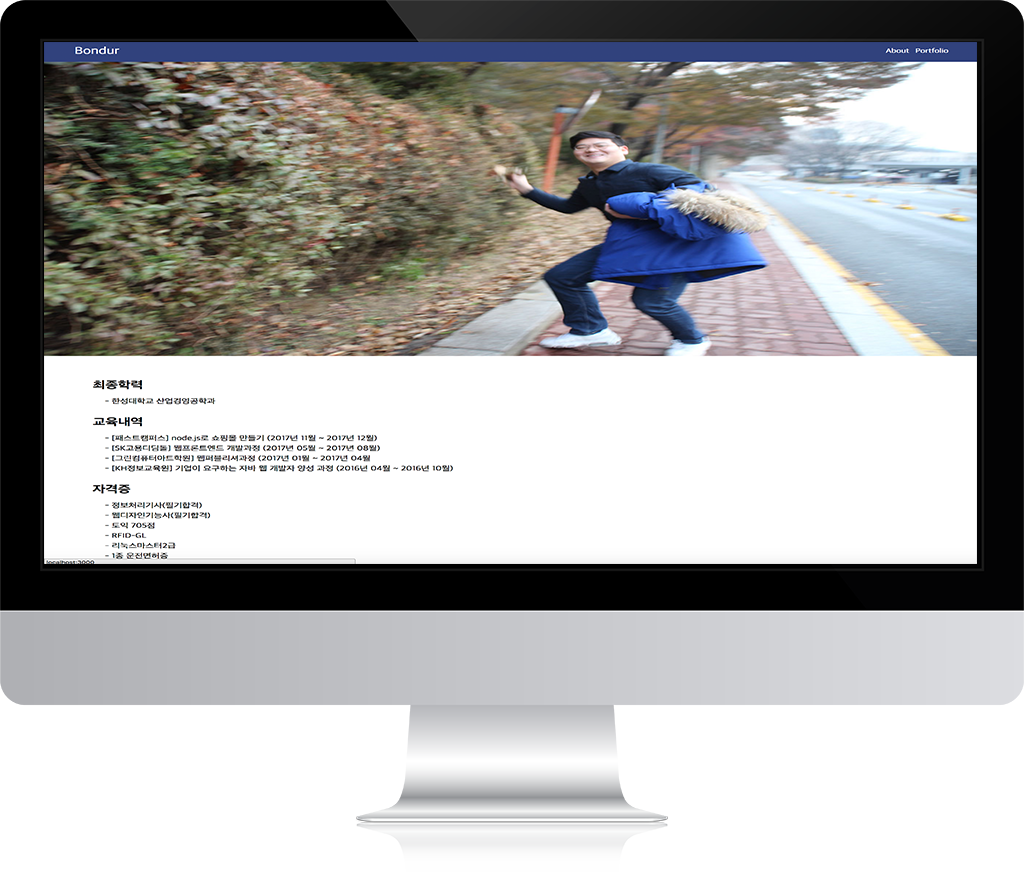 Bondur
About Portfolio
최종학력
- 한성대학교 산업경영공학과
교육내역
- [패스트캠퍼스] node.js로 쇼핑몰 만들기 (2017년 11월 ~ 2017년 12월)
- [SK고용디딤돌] 웹프론트엔드 개발과정 (2017년 05월 ~ 2017년 08월)
- [그린컴퓨터아트학원] 웹퍼블리셔과정 (2017년 01월 ~ 2017년 04월
- [KH정보교육원] 기업이 요구하는 자바 웹 개발자 양성 과정 (2016년 04월 ~ 2016년 10월)
자격증
- 정보처리기사(필기합격)
- 웹디자인기능사(필기합격)
- 토익 705점
- RFID-GL
- 리눅스마스터2급
- 1종 운전면허증
localhost:3000